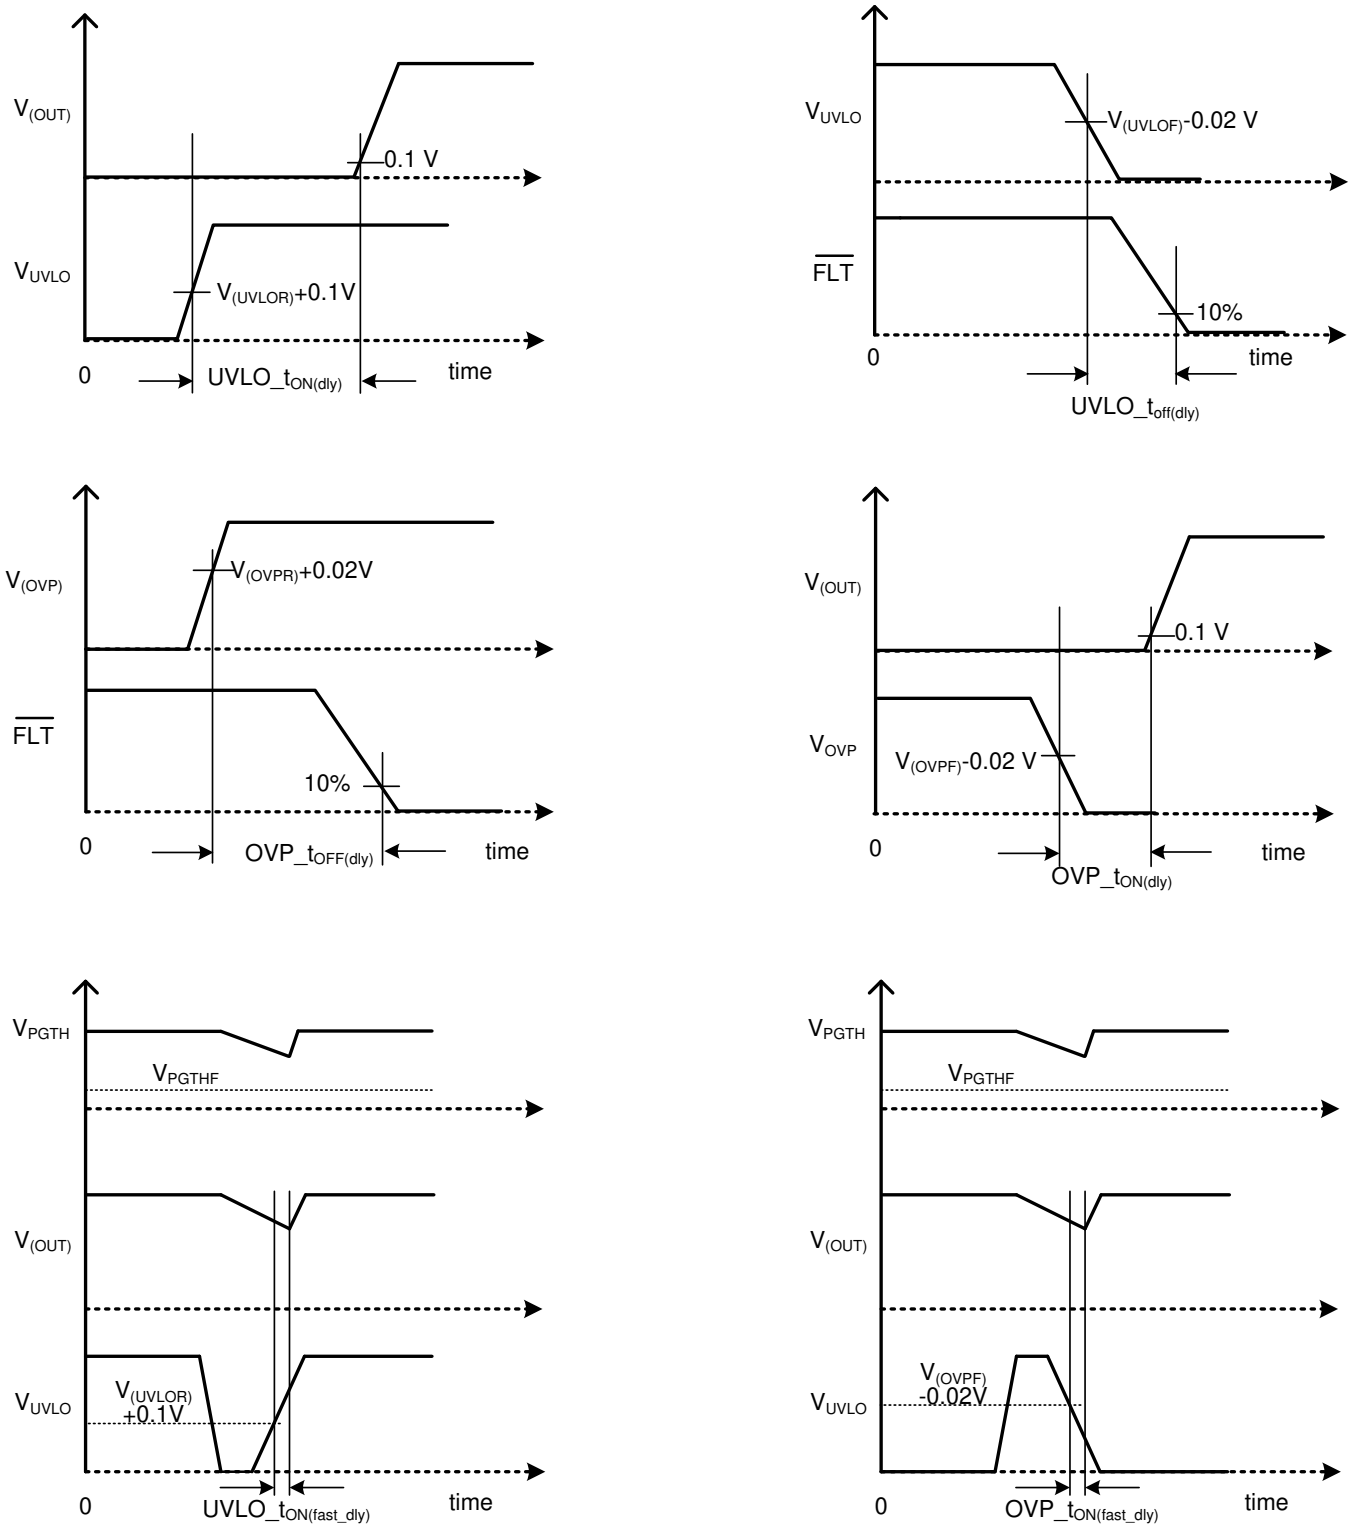 V(OUT)
0.1 V
VUVLO
V(UVLOR)+0.1V
0
UVLO_tON(dly)
time
VUVLO
V(UVLOF)-0.02 V
FLT
10%
0
time
UVLO_toff(dly)
V(OVP)
V(OVPR)+0.02V
FLT
10%
0
OVP_tOFF(dly)
time
V(OUT)
0.1 V
VOVP
V(OVPF)-0.02 V
0
time
OVP_tON(dly)
VPGTH
VPGTHF
V(OUT)
VUVLO
V(UVLOR)
+0.1V
0
UVLO_tON(fast_dly)
time
VPGTH
VPGTHF
V(OUT)
VUVLO
V(OVPF)
-0.02V
0
OVP_tON(fast_dly)
time